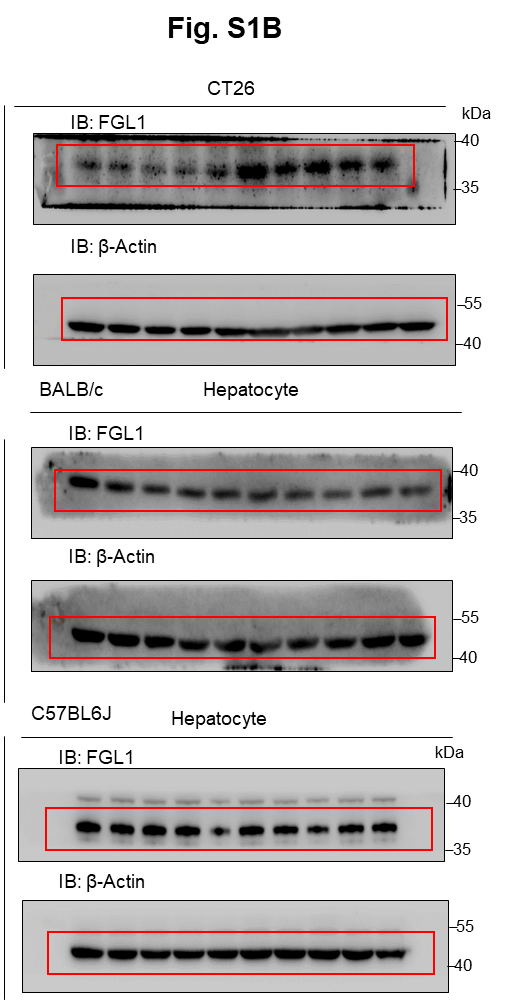 Fig. S1B
CT26
IB: FGL1
kDa
40
35
IB: β-Actin
55
40
BALB/c Hepatocyte
IB: FGL1
40
35
IB: β-Actin
55
40
C57BL6J Hepatocyte
IB: FGL1
kDa
40
35
IB: β-Actin
55
40